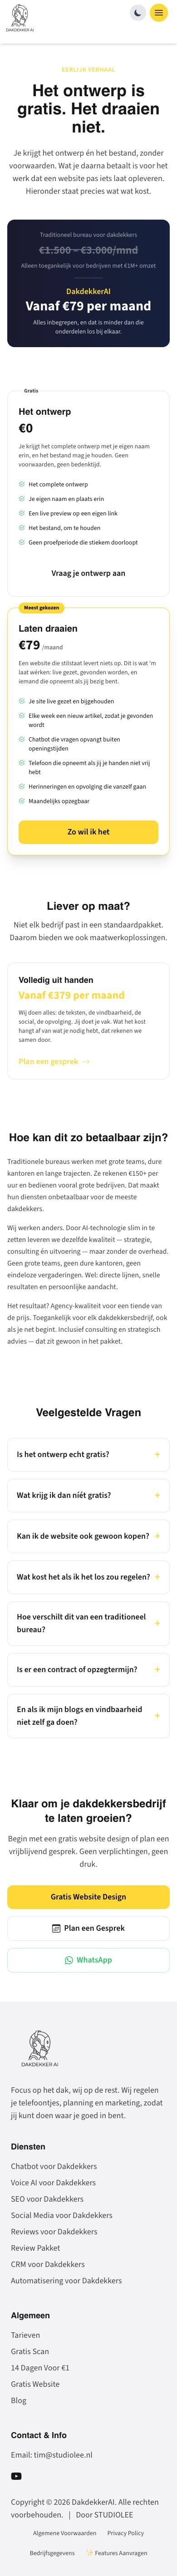 DAKDEKKER AI
EERLIJK VERHAAL
Het ontwerp is
gratis. Het draaien
niet.
Je krijgt het ontwerp én het bestand, zonder
voorwaarden. Wat je daarna betaalt is voor het
werk dat een website pas iets laat opleveren.
Hieronder staat precies wat wat kost.
Traditioneel bureau voor dakdekkers
€1.500 - €3.000/mnd
Alleen toegankelijk voor bedrijven met €1M+ omzet
DakdekkerAI
Vanaf €79 per maand
Alles inbegrepen, en dat is minder dan die
onderdelen los bij elkaar.
Gratis
Het ontwerp
€0
Je krijgt het complete ontwerp met je eigen naam
erin, en het bestand mag je houden. Geen
voorwaarden, geen bedenktijd.
Het complete ontwerp
Je eigen naam en plaats erin
Een live preview op een eigen link
Het bestand, om te houden
Geen proefperiode die stiekem doorloopt
Vraag je ontwerp aan
Meest gekozen
Laten draaien
€79 /maand
Een website die stilstaat levert niets op. Dit is wat 'm
laat werken: live gezet, gevonden worden, en
iemand die opneemt als jij bezig bent.
Je site live gezet en bijgehouden
Elke week een nieuw artikel, zodat je gevonden
wordt
Chatbot die vragen opvangt buiten
openingstijden
Telefoon die opneemt als jij je handen niet vrij
hebt
Herinneringen en opvolging die vanzelf gaan
Maandelijks opzegbaar
Zo wil ik het
Liever op maat?
Niet elk bedrijf past in een standaardpakket.
Daarom bieden we ook maatwerkoplossingen.
Volledig uit handen
Vanaf €379 per maand
Wij doen alles: de teksten, de vindbaarheid, de
social, de opvolging. Jij doet je vak. Wat het kost
hangt af van wat je nodig hebt, dat rekenen we
samen door.
Plan een gesprek →
Hoe kan dit zo betaalbaar zijn?
Traditionele bureaus werken met grote teams, dure
kantoren en lange trajecten. Ze rekenen €150+ per
uur en bedienen vooral grote bedrijven. Dat maakt
hun diensten onbetaalbaar voor de meeste
dakdekkers.
Wij werken anders. Door AI-technologie slim in te
zetten leveren we dezelfde kwaliteit — strategie,
consulting én uitvoering — maar zonder de overhead.
Geen grote teams, geen dure kantoren, geen
eindeloze vergaderingen. Wel: directe lijnen, snelle
resultaten en persoonlijke aandacht.
Het resultaat? Agency-kwaliteit voor een tiende van
de prijs. Toegankelijk voor elk dakdekkersbedrijf, ook
als je net begint. Inclusief consulting en strategisch
advies — dat zit gewoon in het pakket.
Veelgestelde Vragen
Is het ontwerp echt gratis? +
Wat krijg ik dan níét gratis? +
Kan ik de website ook gewoon kopen? +
Wat kost het als ik het los zou regelen? +
Hoe verschilt dit van een traditioneel
bureau? +
Is er een contract of opzegtermijn? +
En als ik mijn blogs en vindbaarheid
niet zelf ga doen? +
Klaar om je dakdekkersbedrijf
te laten groeien?
Begin met een gratis website design of plan een
vrijblijvend gesprek. Geen verplichtingen, geen
druk.
Gratis Website Design
Plan een Gesprek
WhatsApp
DAKDEKKER AI
Focus op het dak, wij op de rest. Wij regelen
je telefoontjes, planning en marketing, zodat
jij kunt doen waar je goed in bent.
Diensten
Chatbot voor Dakdekkers
Voice AI voor Dakdekkers
SEO voor Dakdekkers
Social Media voor Dakdekkers
Reviews voor Dakdekkers
Review Pakket
CRM voor Dakdekkers
Automatisering voor Dakdekkers
Algemeen
Tarieven
Gratis Scan
14 Dagen Voor €1
Gratis Website
Blog
Contact & Info
Email: tim@studiolee.nl
Copyright © 2026 DakdekkerAI. Alle rechten
voorbehouden. | Door STUDIOLEE
Algemene Voorwaarden Privacy Policy
Bedrijfsgegevens ✨ Features Aanvragen